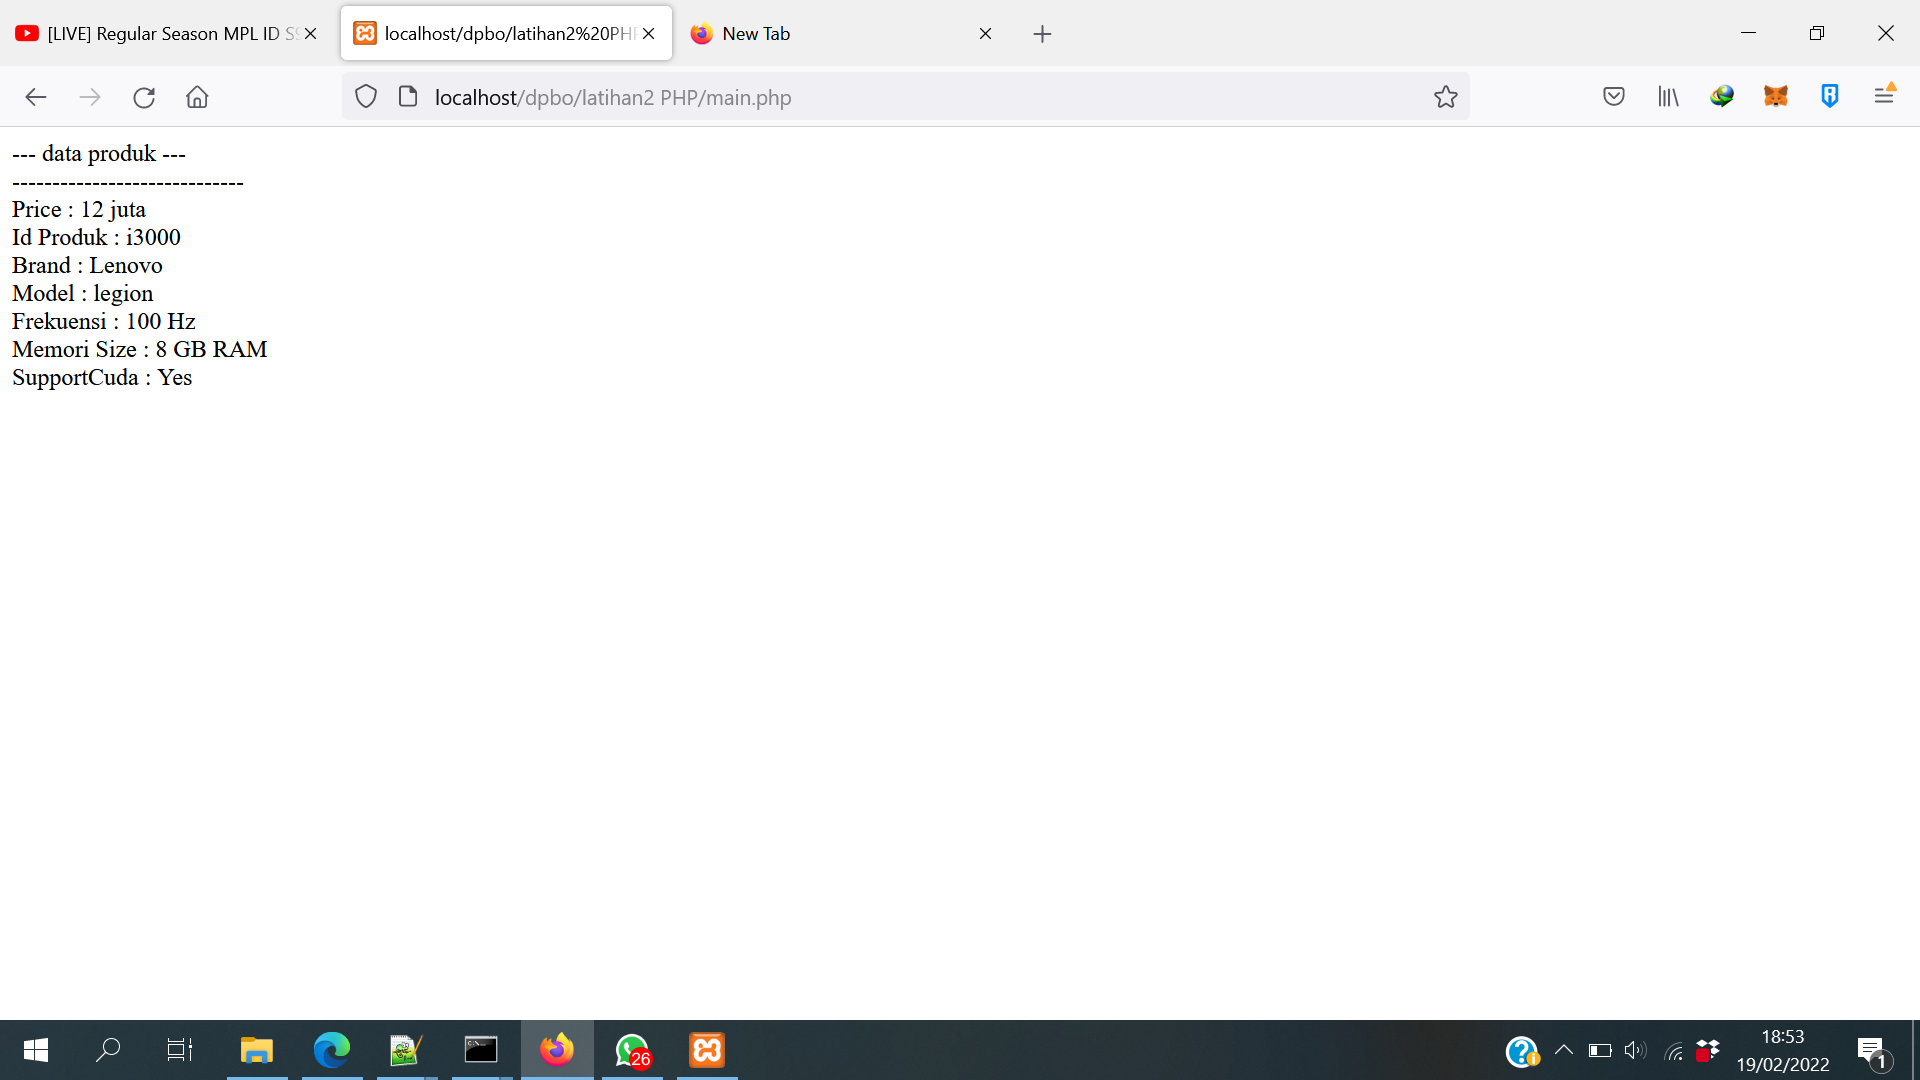 [LIVE] Regular Season MPL ID S9
localhost/dpbo/latihan2%20PHP
New Tab
localhost/dpbo/latihan2 PHP/main.php
--- data produk ---
-----------------------------
Price : 12 juta
Id Produk : i3000
Brand : Lenovo
Model : legion
Frekuensi : 100 Hz
Memori Size : 8 GB RAM
SupportCuda : Yes
26
18:53
19/02/2022
1